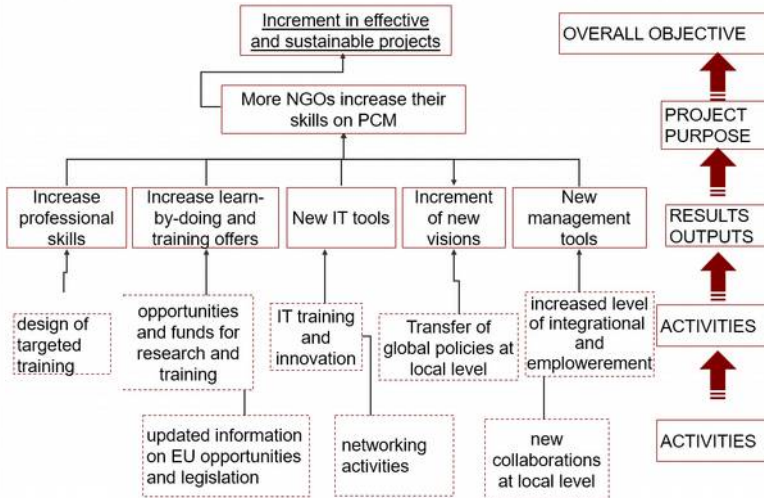 Increment in effective
and sustainable projects
OVERALL OBJECTIVE
More NGOs increase their
skills on PCM
PROJECT
PURPOSE
Increase
professional
skills
Increase learn-
by-doing and
training offers
New IT tools
Increment
of new
visions
New
management
tools
RESULTS
OUTPUTS
design of
targeted
training
opportunities
and funds for
research and
training
IT training
and
innovation
Transfer of
global policies at
local level
increased level
of integrational
and
emplowerement
ACTIVITIES
updated information
on EU opportunities
and legislation
networking
activities
new
collaborations
at local level
ACTIVITIES